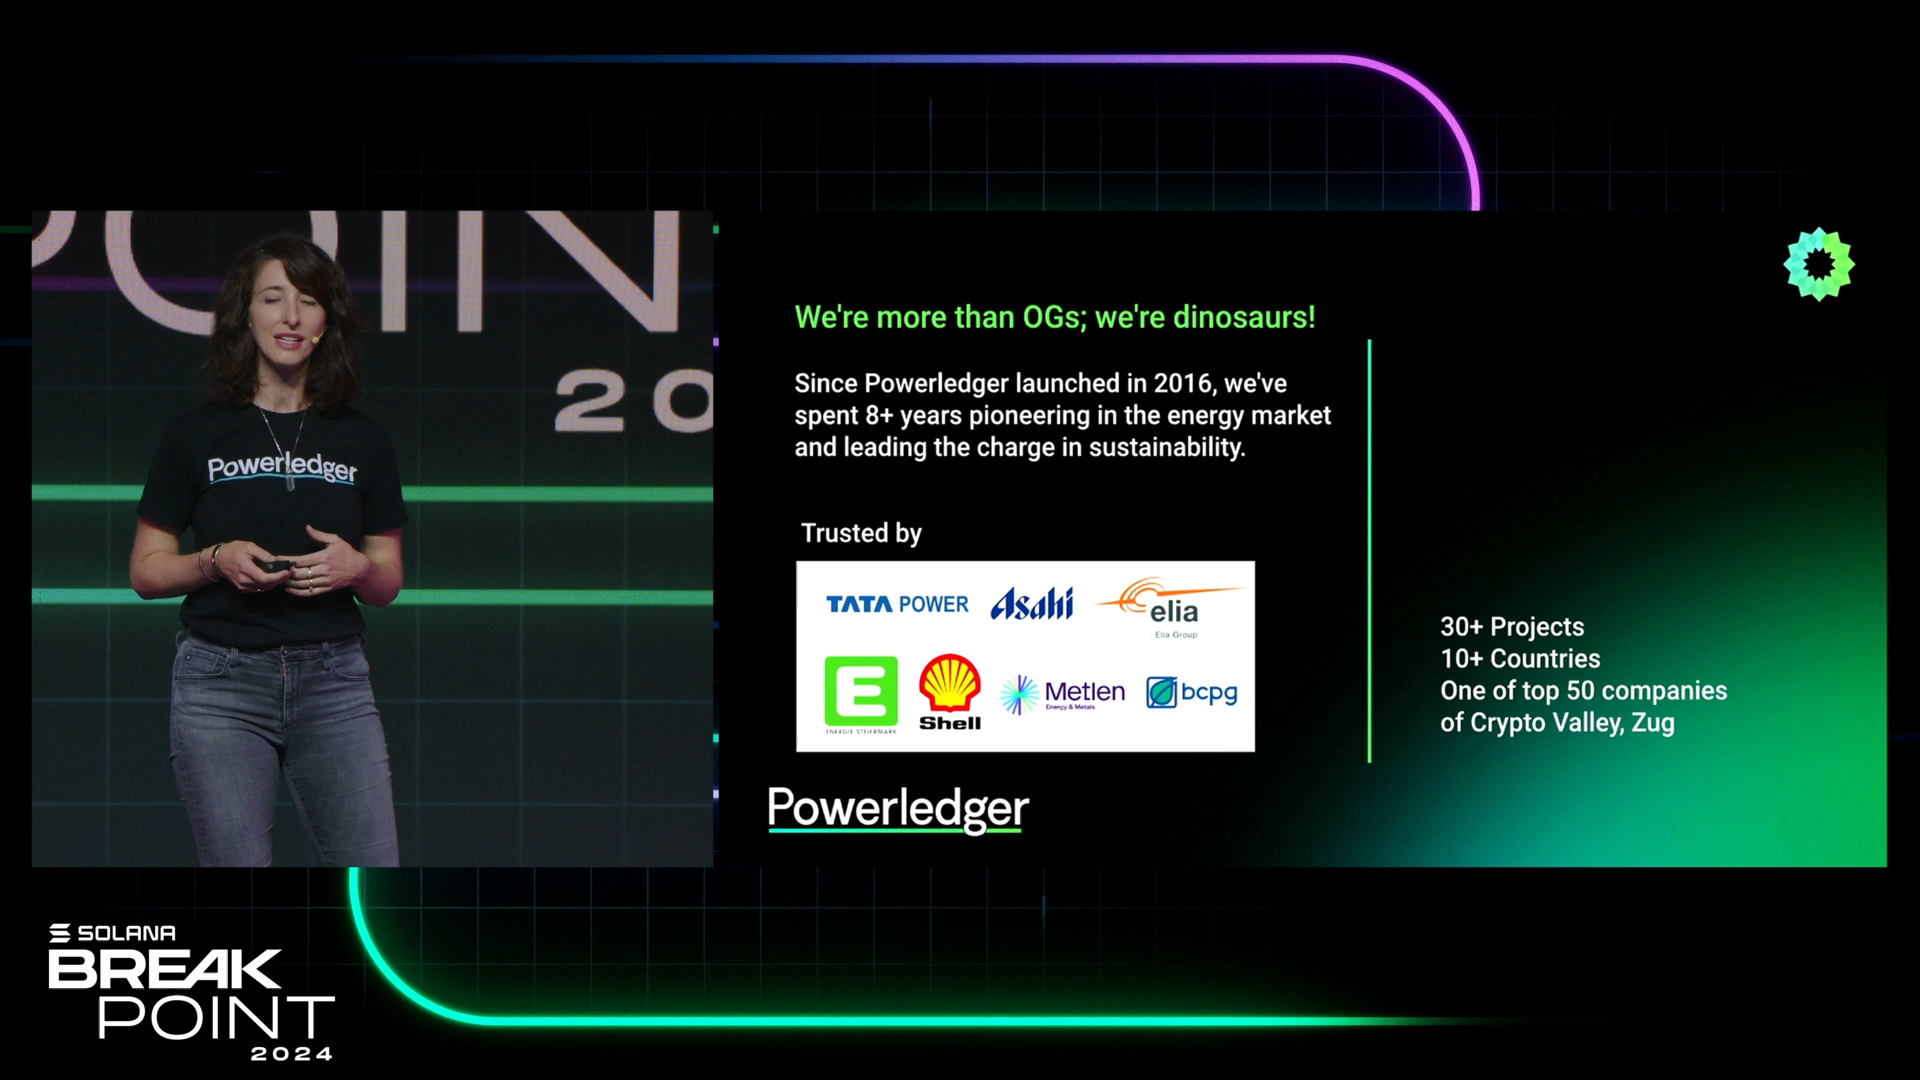 POIN
20
Powerledger
We're more than OGs; we're dinosaurs!
Since Powerledger launched in 2016, we've
spent 8+ years pioneering in the energy market
and leading the charge in sustainability.
Trusted by
TATA POWER
Asahi
elia
Elia Group
E
ENERGIE STEIERMARK
Shell
Metlen
Energy & Metals
bcpg
Powerledger
30+ Projects
10+ Countries
One of top 50 companies
of Crypto Valley, Zug
SOLANA
BREAK
POINT
2024